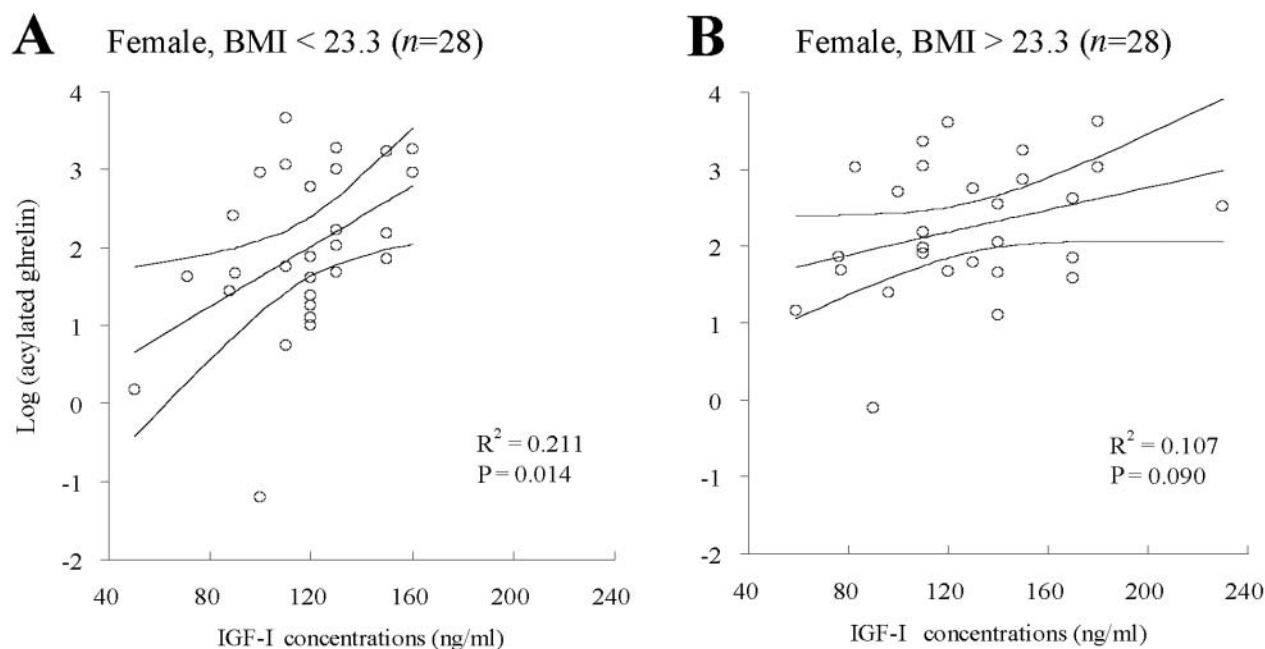 A Female, BMI < 23.3 (n=28)
4
3
2
1
0
-1
-2
Log (acylated ghrelin)
R² = 0.211
P = 0.014
40 80 120 160 200 240
IGF-I concentrations (ng/ml)
B Female, BMI > 23.3 (n=28)
4
3
2
1
0
-1
-2
R² = 0.107
P = 0.090
40 80 120 160 200 240
IGF-I concentrations (ng/ml)